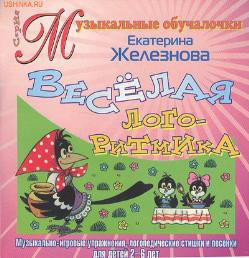 USHINKA.RU
Серия
Музыкальные обучалочки
Екатерина
Железнова
ВЕСЁЛАЯ
ЛОГО-
РИТМИКА
Музыкально-игровые упражнения, логопедические стишки и песенки
для детей 2-6 лет